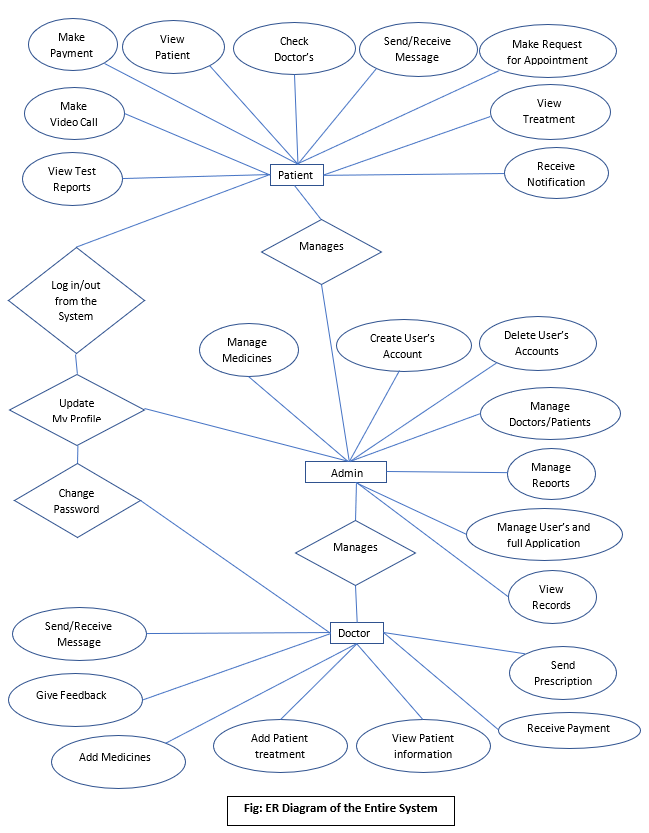 Make
Payment
View
Patient
Check
Doctor's
Send/Receive
Message
Make Request
for Appointment
Make
Video Call
View
Treatment
View Test
Reports
Receive
Notification
Patient
Manages
Log in/out
from the
System
Manage
Medicines
Create User's
Account
Delete User's
Accounts
Update
My Profile
Manage
Doctors/Patients
Admin
Manage
Reports
Change
Password
Manage User's and
full Application
Manages
View
Records
Send/Receive
Message
Doctor
Send
Prescription
Give Feedback
Receive Payment
Add Medicines
Add Patient
treatment
View Patient
information
Fig: ER Diagram of the Entire System